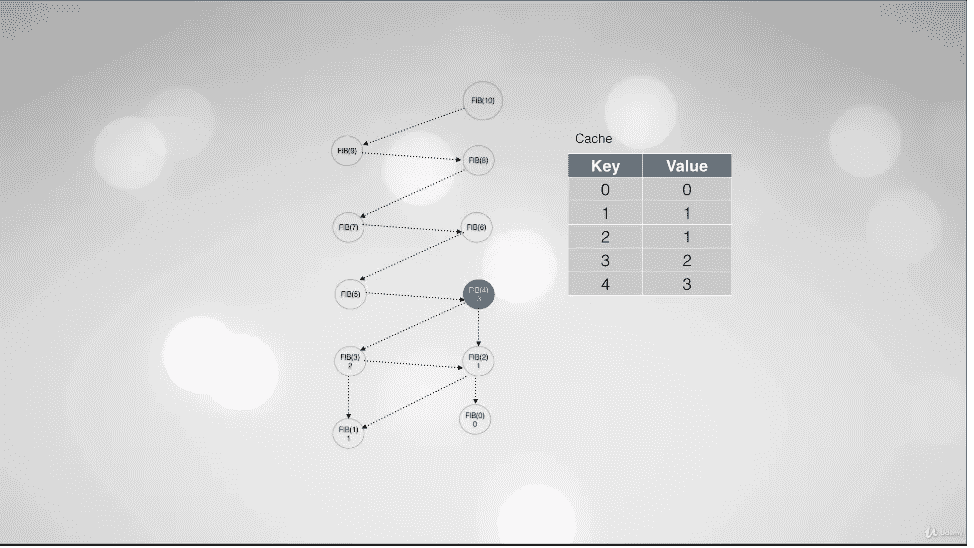 FIB(10)
FIB(9)
FIB(8)
FIB(7)
FIB(6)
FIB(5)
FIB(4)
3
FIB(3)
2
FIB(2)
1
FIB(1)
1
FIB(0)
0
Cache
Key Value
0 0
1 1
2 1
3 2
4 3
Udemy